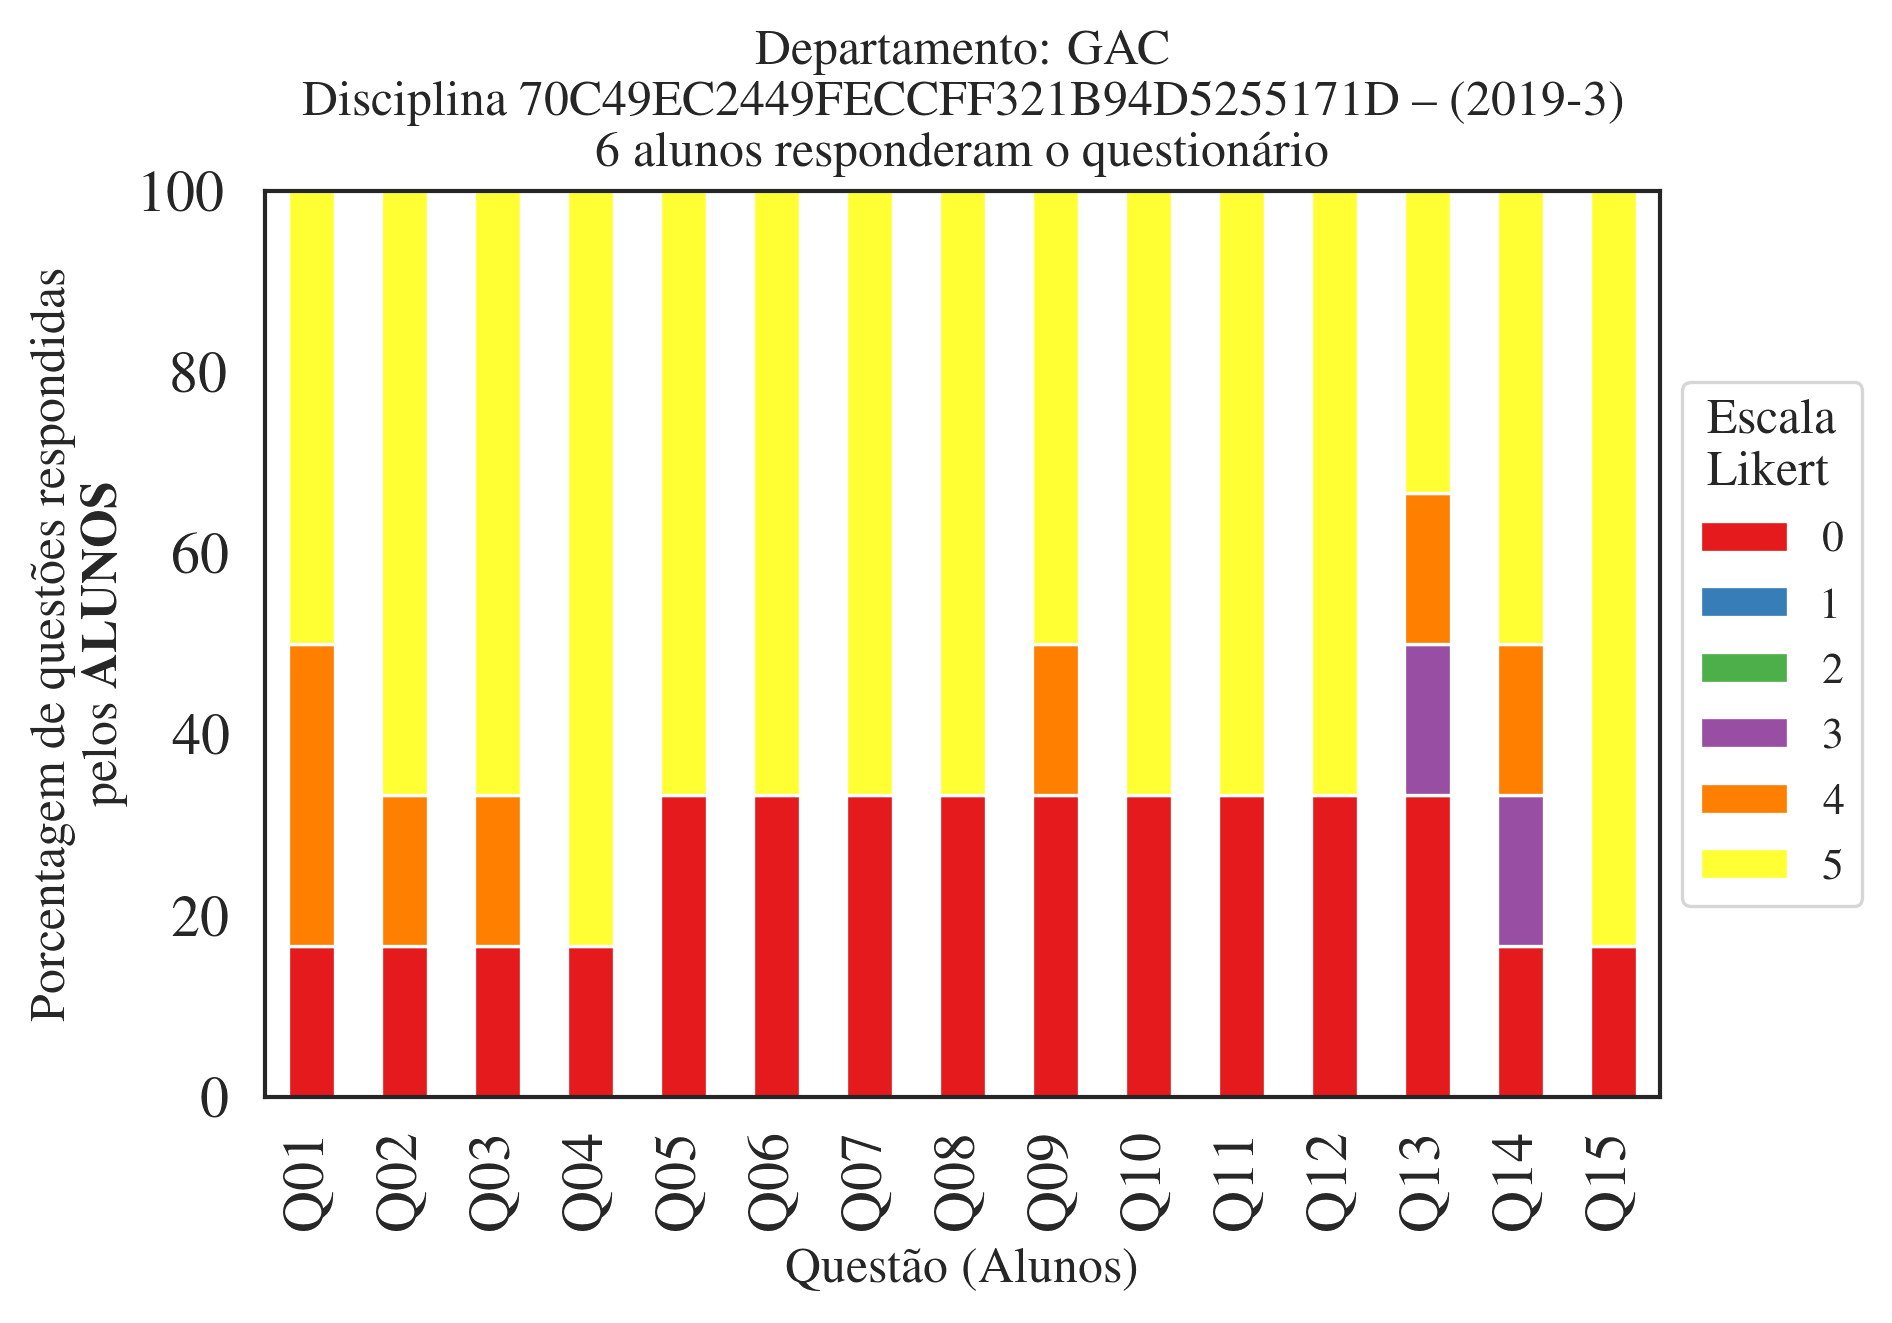 Departamento: GAC
Disciplina 70C49EC2449FECCFF321B94D5255171D – (2019-3)
6 alunos responderam o questionário
Porcentagem de questões respondidas
pelos ALUNOS
100
80
60
40
20
0
Q01
Q02
Q03
Q04
Q05
Q06
Q07
Q08
Q09
Q10
Q11
Q12
Q13
Q14
Q15
Questão (Alunos)
Escala
Likert
0
1
2
3
4
5